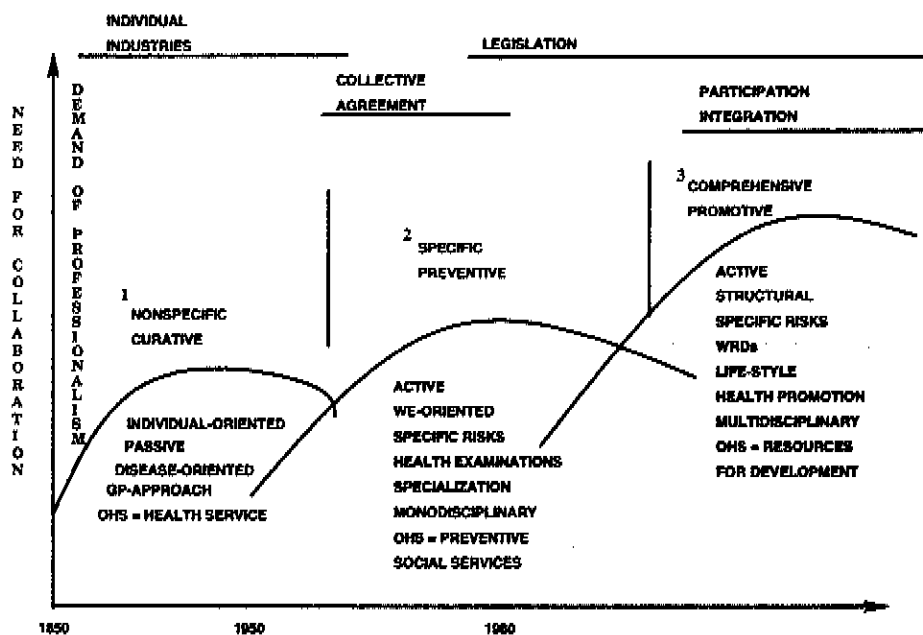 INDIVIDUAL
INDUSTRIES
LEGISLATION
COLLECTIVE
AGREEMENT
PARTICIPATION
INTEGRATION
NEED FOR COLLABORATION
DEMAND OF PROFESSIONALISM
1
NONSPECIFIC
CURATIVE
INDIVIDUAL-ORIENTED
PASSIVE
DISEASE-ORIENTED
GP-APPROACH
OHS = HEALTH SERVICE
2
SPECIFIC
PREVENTIVE
ACTIVE
WE-ORIENTED
SPECIFIC RISKS
HEALTH EXAMINATIONS
SPECIALIZATION
MONODISCIPLINARY
OHS = PREVENTIVE
SOCIAL SERVICES
3
COMPREHENSIVE
PROMOTIVE
ACTIVE
STRUCTURAL
SPECIFIC RISKS
WRDs
LIFE-STYLE
HEALTH PROMOTION
MULTIDISCIPLINARY
OHS = RESOURCES
FOR DEVELOPMENT
1850
1950
1980